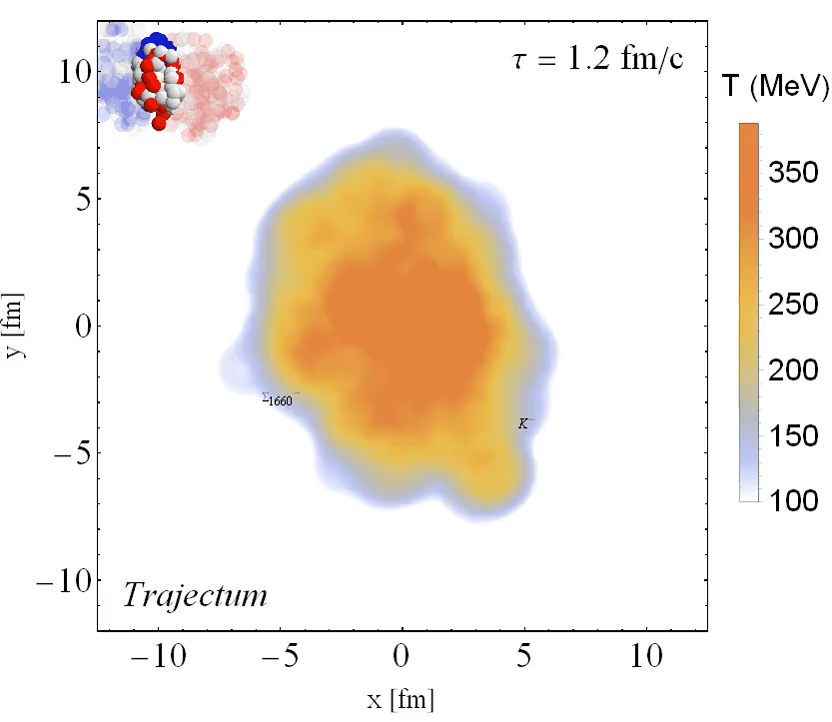 τ = 1.2 fm/c
T (MeV)
350
300
250
200
150
100
10
5
0
−5
−10
y [fm]
Σ1660⁻
K⁻
Trajectum
−10
−5
0
5
10
x [fm]